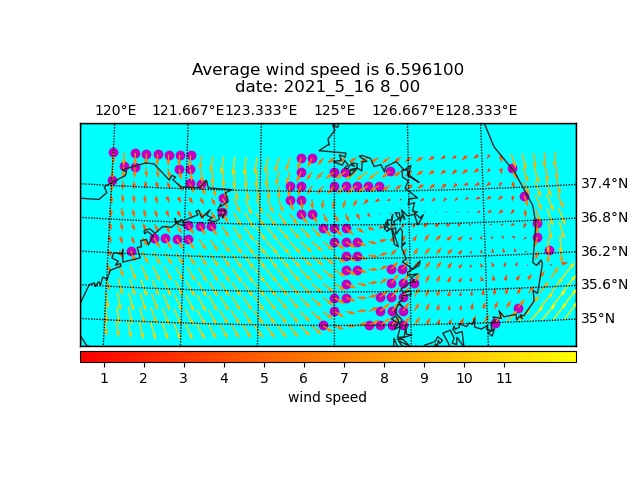 Average wind speed is 6.596100
date: 2021_5_16 8_00
120°E 121.667°E 123.333°E 125°E 126.667°E 128.333°E
37.4°N
36.8°N
36.2°N
35.6°N
35°N
1 2 3 4 5 6 7 8 9 10 11
wind speed